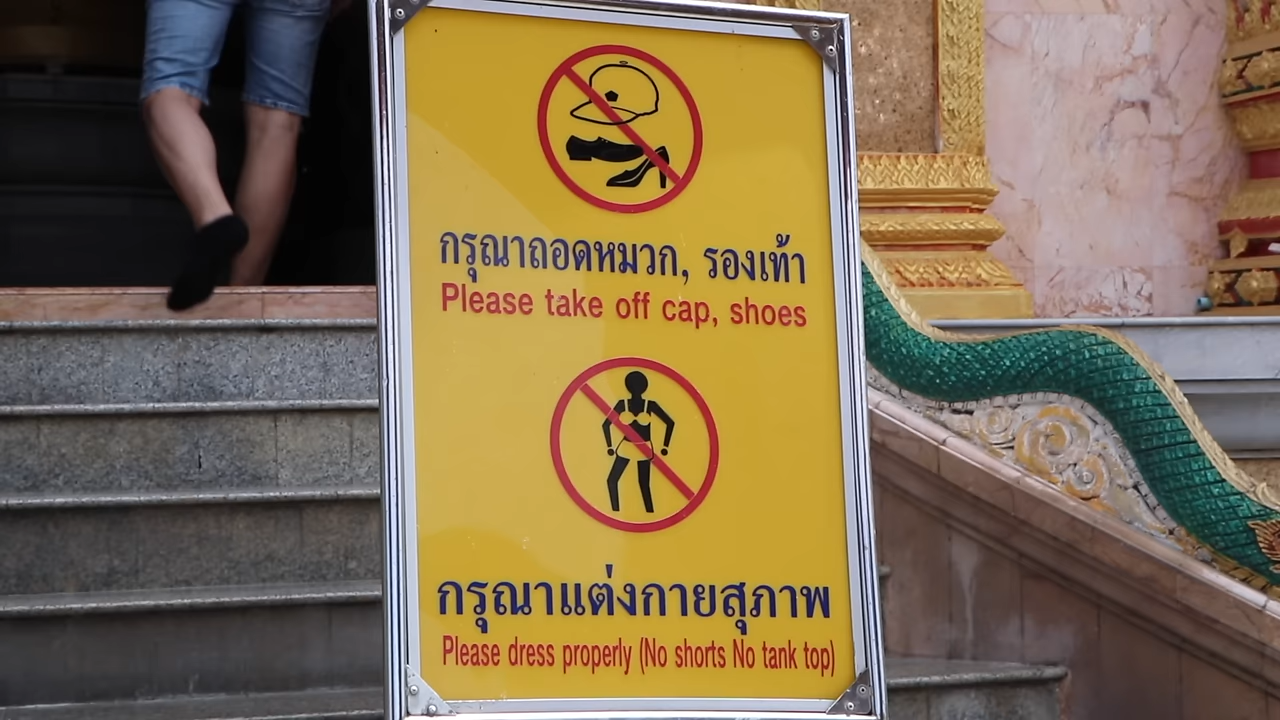 กรุณาถอดหมวก, รองเท้า
Please take off cap, shoes
กรุณาแต่งกายสุภาพ
Please dress properly (No shorts No tank top)